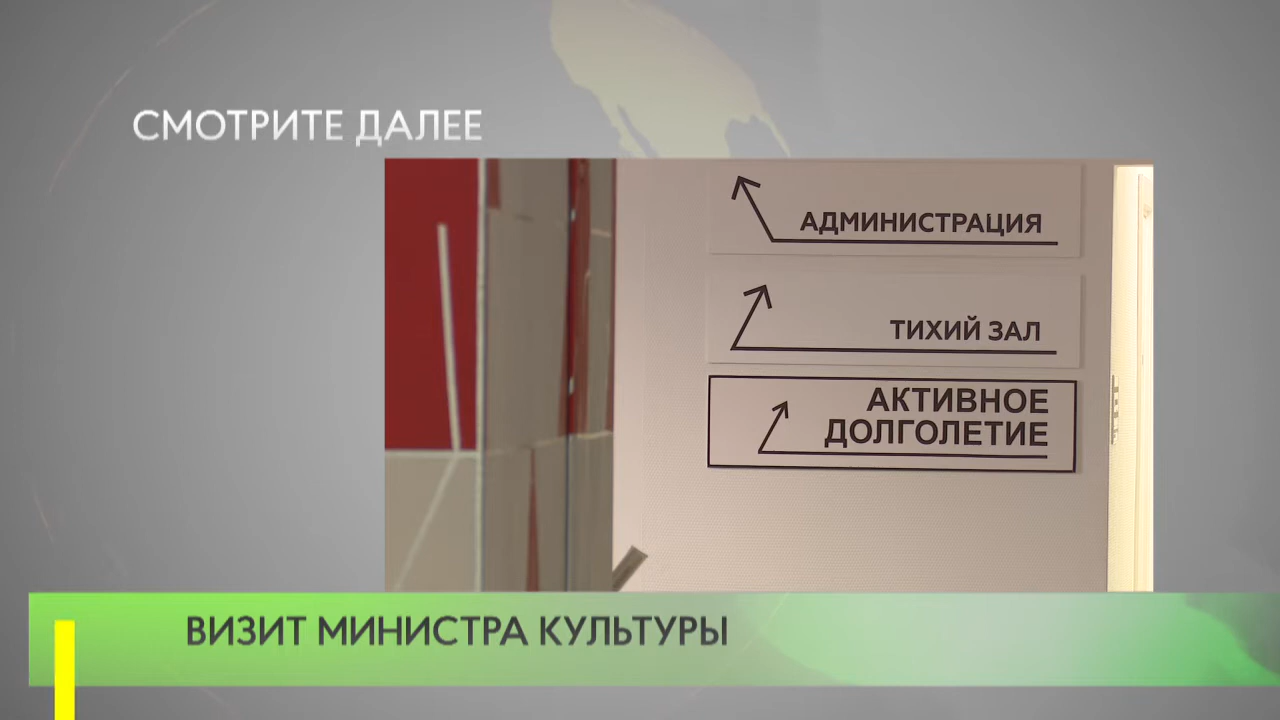 СМОТРИТЕ ДАЛЕЕ
АДМИНИСТРАЦИЯ
ТИХИЙ ЗАЛ
АКТИВНОЕ
ДОЛГОЛЕТИЕ
ВИЗИТ МИНИСТРА КУЛЬТУРЫ